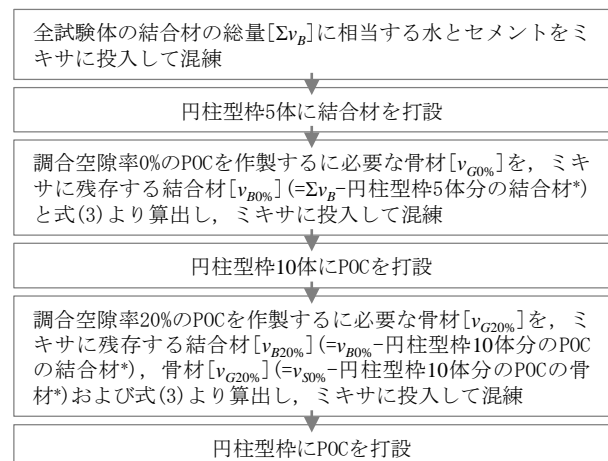 全試験体の結合材の総量[Σv_B]に相当する水とセメントをミ
キサに投入して混練
円柱型枠5体に結合材を打設
調合空隙率0%のPOCを作製するに必要な骨材[v_G0%]を，ミキ
サに残存する結合材[v_B0%](=Σv_B-円柱型枠5体分の結合材*)
と式(3)より算出し，ミキサに投入して混練
円柱型枠10体にPOCを打設
調合空隙率20%のPOCを作製するに必要な骨材[v_G20%]を，ミ
キサに残存する結合材[v_B20%](=v_B0%-円柱型枠10体分のPOC
の結合材*)，骨材[v_G20%](=v_S0%-円柱型枠10体分のPOCの骨
材*)および式(3)より算出し，ミキサに投入して混練
円柱型枠にPOCを打設